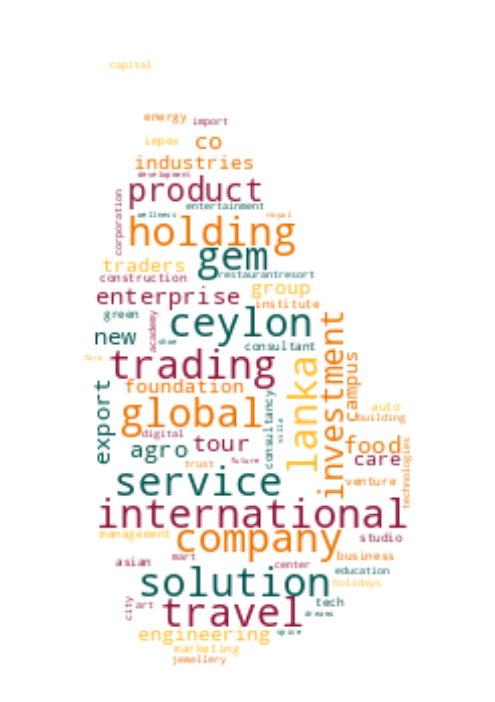 capital
energy
import
impex
co
industries
development
product
corporation
entertainment
wellness
royal
holding
gem
traders
restaurant
resort
construction
group
enterprise
institute
green
ceylon
academy
new
shoe
consultant
trading
lanka
investment
campus
foundation
export
global
consultancy
villa
auto
building
digital
tour
food
agro
care
technologies
trust
future
service
venture
international
management
company
studio
asian
mart
center
business
education
solution
holidays
city
art
travel
tech
dreams
engineering
space
marketing
jewellery